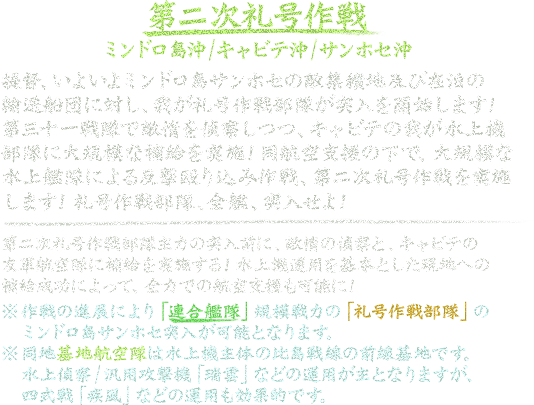 第二次礼号作戦
ミンドロ島沖/キャビテ沖/サンホセ沖
提督、いよいよミンドロ島サンホセの敵集積地及び在泊の
輸送船団に対し、我が礼号作戦部隊が突入を開始します!
第三十一戦隊で敵情を偵察しつつ、キャビテの我が水上機
部隊に大規模な補給を実施!同航空支援の下で、大規模な
水上艦隊による反撃殴り込み作戦、第二次礼号作戦を実施
します!礼号作戦部隊、全艦、突入せよ!
第二次礼号作戦部隊主力の突入前に、敵情の偵察と、キャビテの
友軍航空隊に補給を実施する!水上機運用を基本とした現地への
補給成功によって、全力での航空支援も可能に!
※作戦の進展により「連合艦隊」規模戦力の「礼号作戦部隊」の
ミンドロ島サンホセ突入が可能となります。
※同地基地航空隊は水上機主体の比島戦線の前線基地です。
水上偵察/汎用攻撃機「瑞雲」などの運用が主となりますが、
四式戦「疾風」などの運用も効果的です。